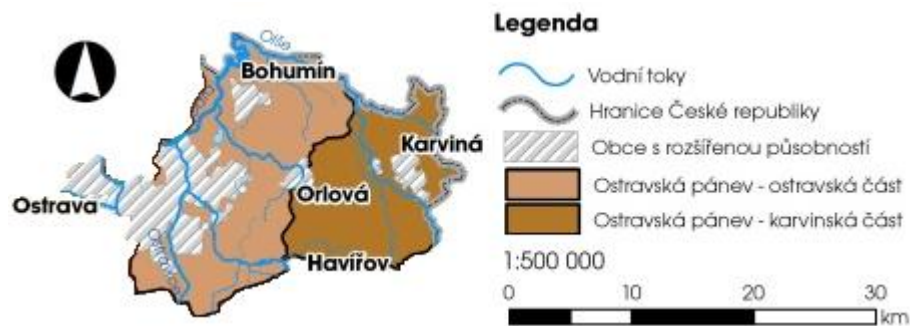 Olše
Bohumín
Karviná
Orlová
Ostrava
Havířov
Legenda
Vodní toky
Hranice České republiky
Obce s rozšířenou působností
Ostravská pánev - ostravská část
Ostravská pánev - karvinská část
1:500 000
0 10 20 30
km